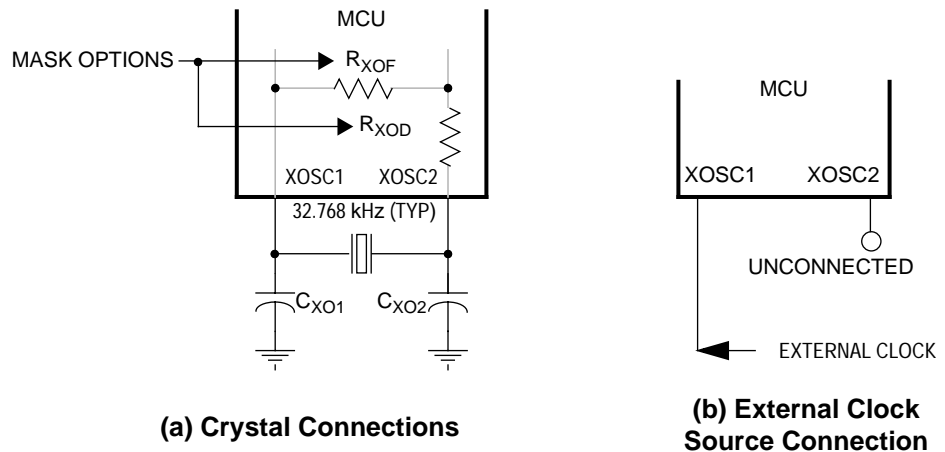 MCU
MASK OPTIONS
RXOF
RXOD
XOSC1 XOSC2
32.768 kHz (TYP)
CXO1 CXO2
(a) Crystal Connections
MCU
XOSC1 XOSC2
UNCONNECTED
EXTERNAL CLOCK
(b) External Clock
Source Connection